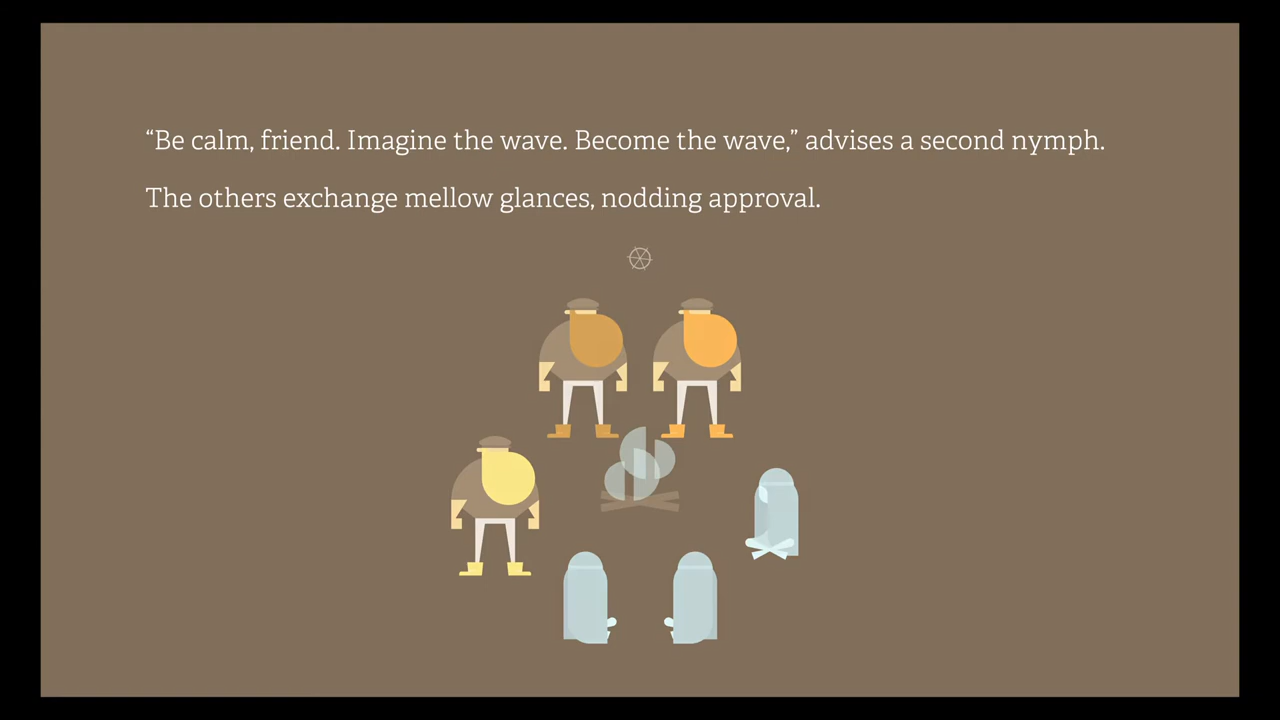 “Be calm, friend. Imagine the wave. Become the wave,” advises a second nymph.
The others exchange mellow glances, nodding approval.